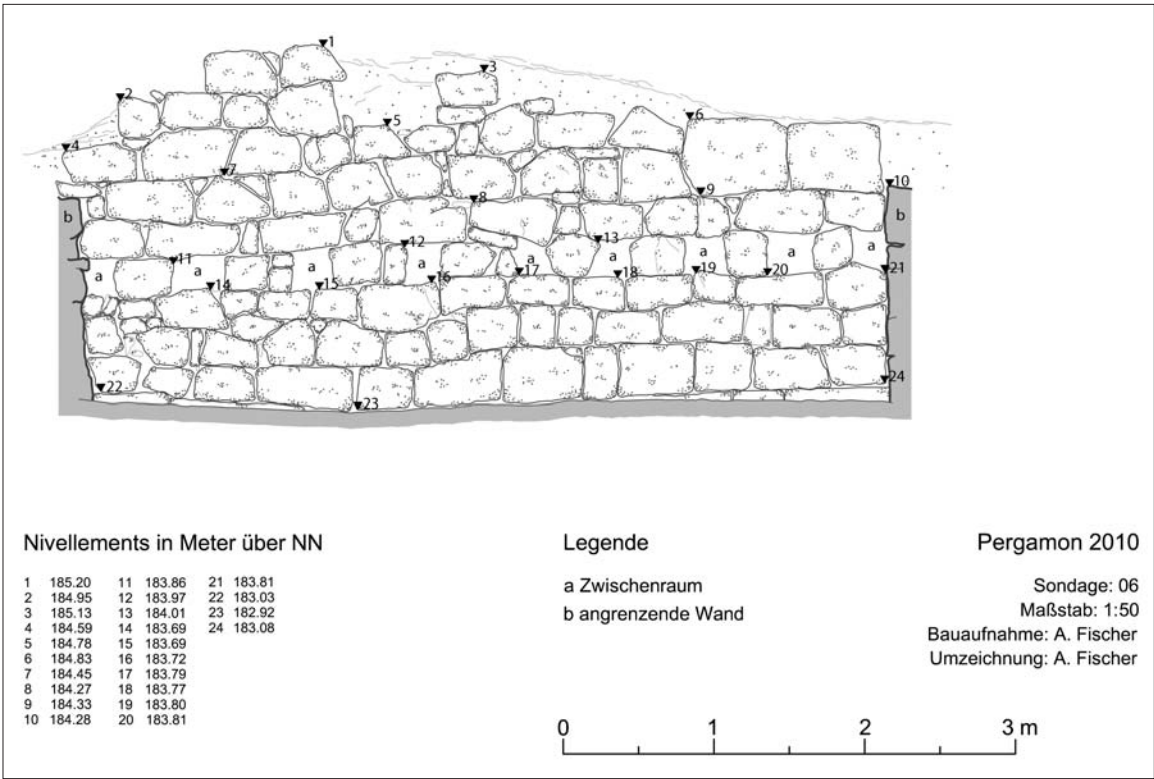 1
3
2
6
5
4
7
10
9
8
b
b
13
12
a
a
a
11
a
a
a
a
a
a
21
19
20
17
18
16
14
15
24
22
23
Nivellements in Meter über NN
1 185.20 11 183.86 21 183.81
2 184.95 12 183.97 22 183.03
3 185.13 13 184.01 23 182.92
4 184.59 14 183.69 24 183.08
5 184.78 15 183.69
6 184.83 16 183.72
7 184.45 17 183.79
8 184.27 18 183.77
9 184.33 19 183.80
10 184.28 20 183.81
Legende
a Zwischenraum
b angrenzende Wand
Pergamon 2010
Sondage: 06
Maßstab: 1:50
Bauaufnahme: A. Fischer
Umzeichnung: A. Fischer
0 1 2 3 m